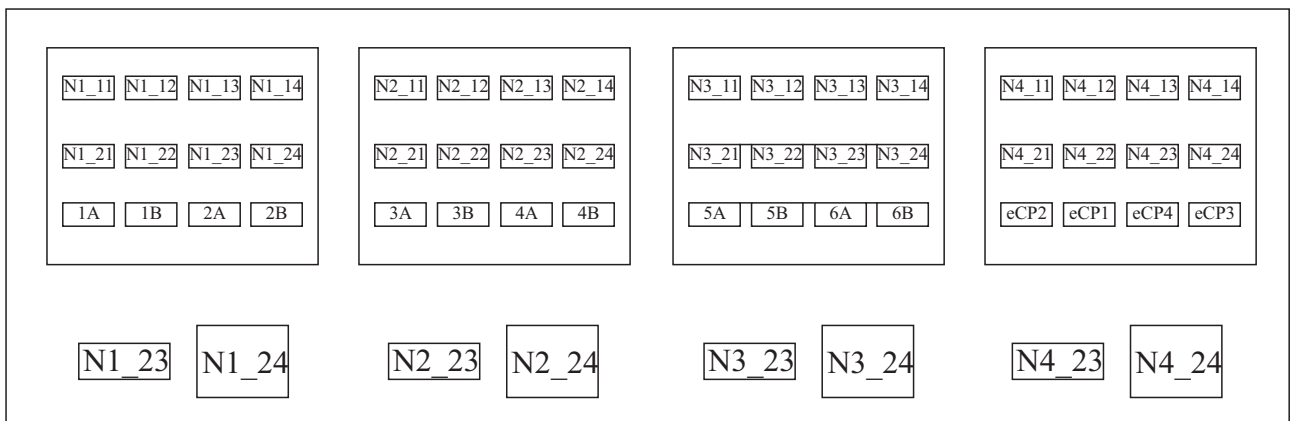 N1_11 N1_12 N1_13 N1_14 N2_11 N2_12 N2_13 N2_14 N3_11 N3_12 N3_13 N3_14 N4_11 N4_12 N4_13 N4_14
N1_21 N1_22 N1_23 N1_24 N2_21 N2_22 N2_23 N2_24 N3_21 N3_22 N3_23 N3_24 N4_21 N4_22 N4_23 N4_24
1A 1B 2A 2B 3A 3B 4A 4B 5A 5B 6A 6B eCP2 eCP1 eCP4 eCP3
N1_23 N1_24 N2_23 N2_24 N3_23 N3_24 N4_23 N4_24